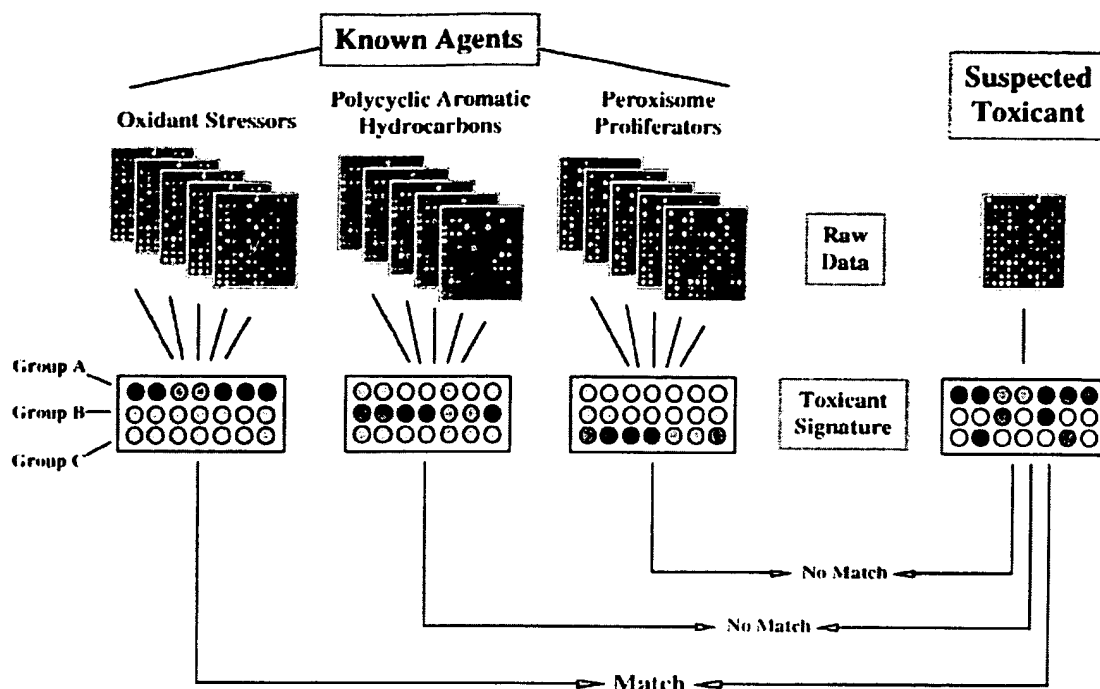 Known Agents
Suspected
Toxicant
Oxidant Stressors
Polycyclic Aromatic
Hydrocarbons
Peroxisome
Proliferators
Raw
Data
Group A
Group B
Group C
Toxicant
Signature
No Match
No Match
Match